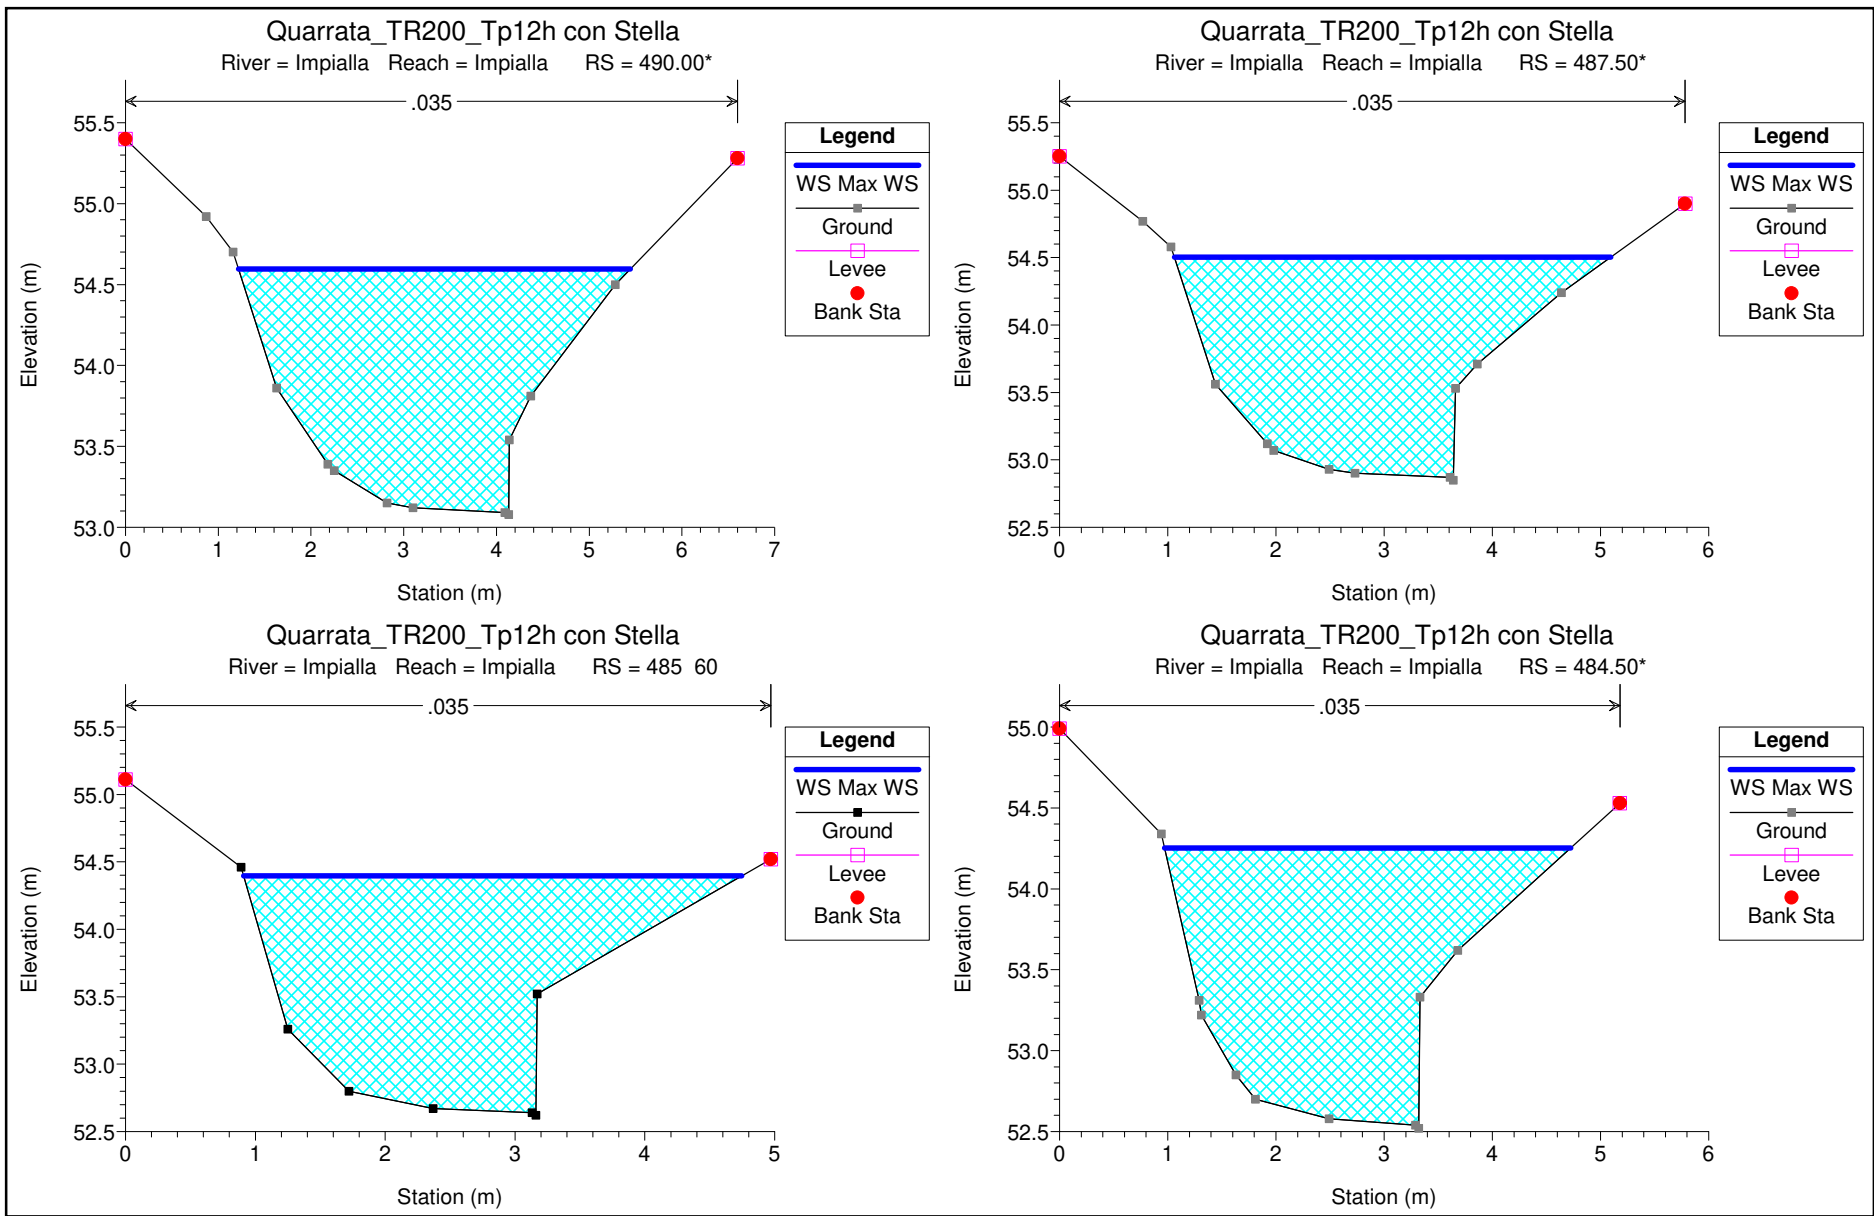 Quarrata_TR200_Tp12h con Stella
River = Impialla Reach = Impialla RS = 490.00*
.035
55.5
55.0
54.5
54.0
53.5
53.0
0 1 2 3 4 5 6 7
Station (m)
Elevation (m)
Legend
WS Max WS
Ground
Levee
Bank Sta
Quarrata_TR200_Tp12h con Stella
River = Impialla Reach = Impialla RS = 487.50*
.035
55.5
55.0
54.5
54.0
53.5
53.0
52.5
0 1 2 3 4 5 6
Station (m)
Elevation (m)
Legend
WS Max WS
Ground
Levee
Bank Sta
Quarrata_TR200_Tp12h con Stella
River = Impialla Reach = Impialla RS = 485 60
.035
55.5
55.0
54.5
54.0
53.5
53.0
52.5
0 1 2 3 4 5
Station (m)
Elevation (m)
Legend
WS Max WS
Ground
Levee
Bank Sta
Quarrata_TR200_Tp12h con Stella
River = Impialla Reach = Impialla RS = 484.50*
.035
55.0
54.5
54.0
53.5
53.0
52.5
0 1 2 3 4 5 6
Station (m)
Elevation (m)
Legend
WS Max WS
Ground
Levee
Bank Sta